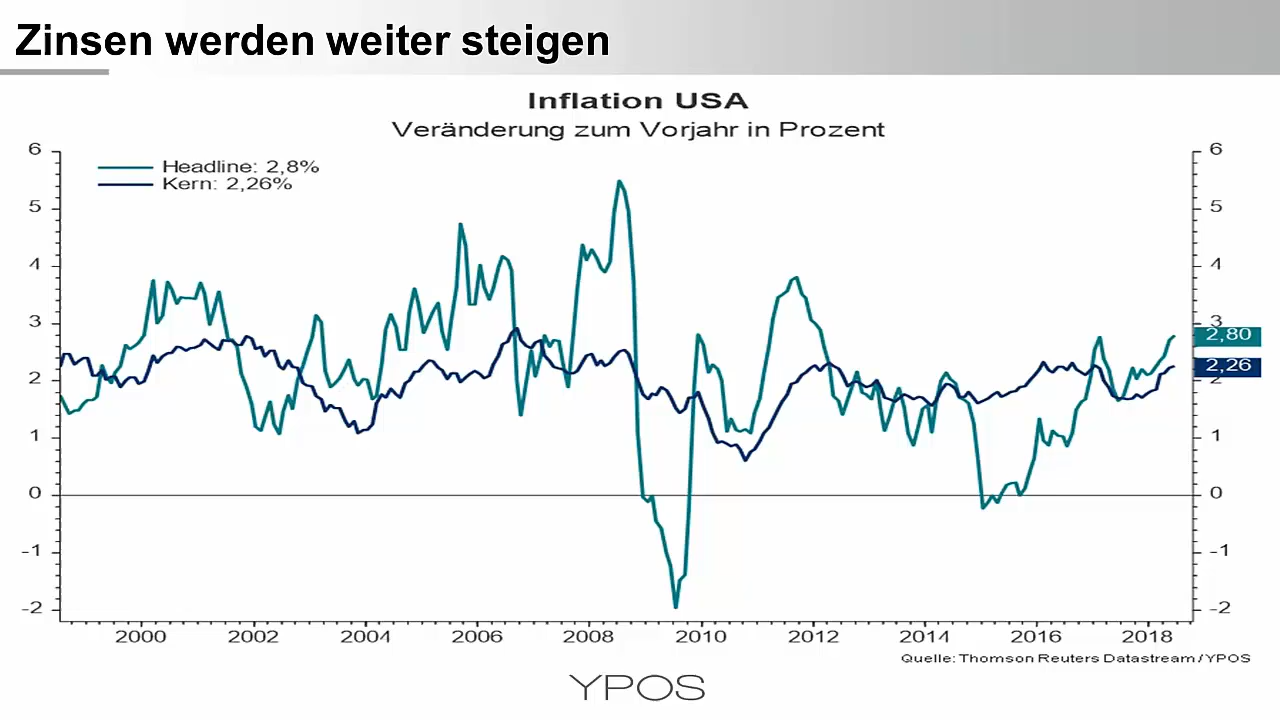 Zinsen werden weiter steigen
Inflation USA
Veränderung zum Vorjahr in Prozent
Headline: 2,8%
Kern: 2,26%
6 6
5 5
4 4
3 3
2,80
2,26
2 2
1 1
0 0
-1 -1
-2 -2
2000 2002 2004 2006 2008 2010 2012 2014 2016 2018
Quelle: Thomson Reuters Datastream / YPOS
YPOS